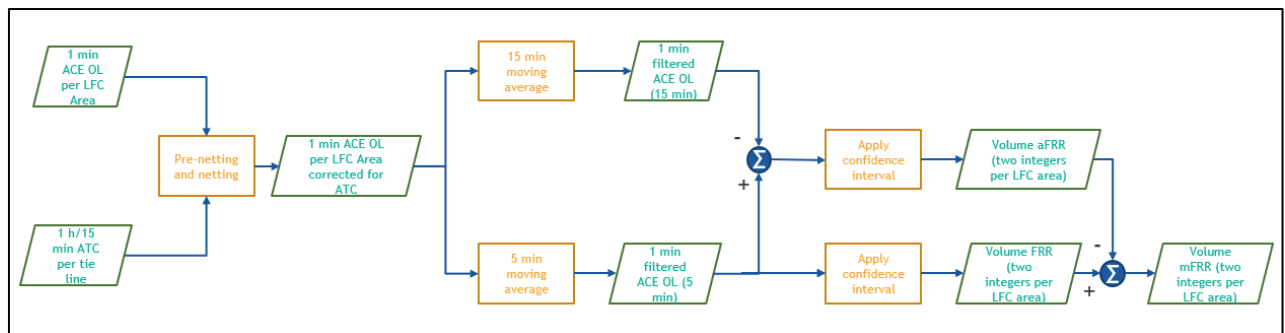 1 min
ACE OL
per LFC
Area
15 min
moving
average
1 min
filtered
ACE OL
(15 min)
Pre-netting
and netting
1 min ACE OL
per LFC Area
corrected for
ATC
-
Σ
+
Apply
confidence
interval
Volume aFRR
(two integers
per LFC area)
1 h/15
min ATC
per tie
line
5 min
moving
average
1 min
filtered
ACE OL (5
min)
Apply
confidence
interval
Volume FRR
(two
integers per
LFC area)
-
Σ
+
Volume
mFRR (two
integers per
LFC area)